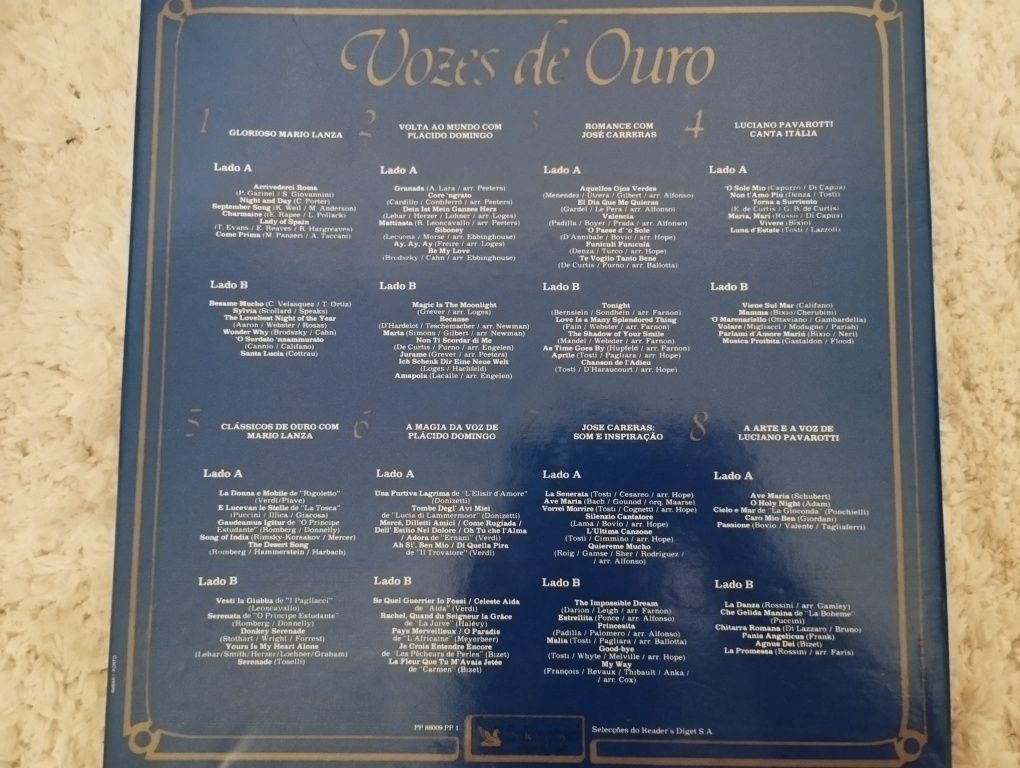 Vozes de Ouro
1
GLORIOSO MARIO LANZA
Lado A
Arrivederci Roma
(P. Garinei / S. Giovannini)
Night and Day (C. Porter)
September Song (K. Weil / M. Anderson)
Charmaine (E. Rapee / L. Pollack)
Lady of Spain
(T. Evans / E. Reaves / R. Hargreaves)
Come Prima (M. Panzeri / A. Taccani)
Lado B
Besame Mucho (C. Velasquez / T. Ortiz)
Sylvia (Scollard / Speaks)
The Loveliest Night of the Year
(Aaron / Webster / Rosas)
Wonder Why (Brodszky / Cahn)
'O Surdato 'nnammurato
(Cannio / Califano)
Santa Lucia (Cottrau)
2
VOLTA AO MUNDO COM
PLÁCIDO DOMINGO
Lado A
Granada (A. Lara / arr. Peeters)
Core 'ngrato
(Cardillo / Cordiferrò / arr. Peeters)
Dein Ist Mein Ganzes Herz
(Lehar / Herzer / Lohner / arr. Loges)
Mattinata (R. Leoncavallo / arr. Peeters)
Siboney
(Lecuona / Morse / arr. Ebbinghouse)
Ay, Ay, Ay (Freire / arr. Loges)
Be My Love
(Brodszky / Cahn / arr. Ebbinghouse)
Lado B
Magic Is The Moonlight
(Grever / arr. Loges)
Because
(D'Hardelot / Teschemacher / arr. Newman)
Marta (Simons / Gilbert / arr. Newman)
Non Ti Scordar di Me
(De Curtis / Furno / arr. Engelen)
Jurame (Grever / arr. Peeters)
Ich Schenk Dir Eine Neue Welt
(Loges / Hachfeld)
Amapola (Lacalle / arr. Engelen)
3
ROMANCE COM
JOSÉ CARRERAS
Lado A
Aquellos Ojos Verdes
(Menendez / Utrera / Gilbert / arr. Alfonso)
El Dia Que Me Quieras
(Gardel / Le Pera / arr. Alfonso)
Valencia
(Padilla / Boyer / Prada / arr. Alfonso)
'O Paese d' 'o Sole
(D'Annibale / Bovio / arr. Hope)
Funiculi Funiculà
(Denza / Turco / arr. Hope)
Te Voglio Tanto Bene
(De Curtis / Furno / arr. Ballotta)
Lado B
Tonight
(Bernstein / Sondhein / arr. Farnon)
Love Is a Many Splendored Thing
(Fain / Webster / arr. Farnon)
The Shadow of Your Smile
(Mandel / Webster / arr. Farnon)
As Time Goes By (Hupfeld / arr. Farnon)
Aprile (Tosti / Pagliara / arr. Hope)
Chanson de l'Adieu
(Tosti / D'Haraucourt / arr. Hope)
4
LUCIANO PAVAROTTI
CANTA ITÁLIA
Lado A
'O Sole Mio (Capurro / Di Capua)
Non t'Amo Più (Denza / Tosti)
Torna a Surriento
(E. de Curtis / G. B. de Curtis)
Maria, Mari (Russo / Di Capua)
Vivere (Bixio)
Luna d'Estate (Tosti / Lazzoli)
Lado B
Viene Sul Mar (Califano)
Mamma (Bixio/Cherubini)
'O Marenariello (Ottaviano / Gambardella)
Volare (Migliacci / Modugno / Parish)
Parlami d'Amore Mariù (Bixio / Neri)
Musica Proibita (Gastaldon / Flood)
5
CLÁSSICOS DE OURO COM
MARIO LANZA
Lado A
La Donna e Mobile de "Rigoletto"
(Verdi/Piave)
E Lucevan le Stelle de "La Tosca"
(Puccini / Illica / Giacosa)
Gaudeamus Igitur de "O Principe
Estudante" (Romberg / Donnelly)
Song of India (Rimsky-Korsakov / Mercer)
The Desert Song
(Romberg / Hammerstein / Harbach)
Lado B
Vesti la Giubba de "I Pagliacci"
(Leoncavallo)
Serenata de "O Principe Estudante"
(Romberg / Donnelly)
Donkey Serenade
(Stothart / Wright / Forrest)
Yours Is My Heart Alone
(Lehar/Smith/Herzer/Loehner/Graham)
Serenade (Toselli)
6
A MAGIA DA VOZ DE
PLÁCIDO DOMINGO
Lado A
Una Furtiva Lagrima de "L'Elisir d'Amore"
(Donizetti)
Tombe Degl' Avi Miei
de "Lucia di Lammermoor" (Donizetti)
Mercé, Dilletti Amici / Come Rugiada /
Dell' Esilio Nel Dolore / Oh Tu che l'Alma
/ Adora de "Ernani" (Verdi)
Ah Si', Ben Mio / Di Quella Pira
de "Il Trovatore" (Verdi)
Lado B
Se Quel Guerrier Io Fossi / Celeste Aida
de "Aida" (Verdi)
Rachel, Quand du Seigneur la Grâce
de "La Juive" (Halévy)
Pays Merveilleux / O Paradis
de "L'Africaine" (Meyerbeer)
Je Crois Entendre Encore
de "Les Pêcheurs de Perles" (Bizet)
La Fleur Que Tu M'Avais Jetée
de "Carmen" (Bizet)
7
JOSE CARERAS:
SOM E INSPIRAÇÃO
Lado A
La Serenata (Tosti / Cesareo / arr. Hope)
Ave Maria (Bach / Gounod / orq. Maarse)
Vorrei Morrire (Tosti / Cognetti / arr. Hope)
Silenzio Cantatore
(Lama / Bovio / arr. Hope)
L'Ultima Canzone
(Tosti / Cimmino / arr. Hope)
Quiereme Mucho
(Roig / Gamse / Sher / Rodriguez /
/ arr. Alfonso)
Lado B
The Impossible Dream
(Darion / Leigh / arr. Farnon)
Estrellita (Ponce / arr. Alfonso)
Princesita
(Padilla / Palomero / arr. Alfonso)
Malia (Tosti / Pagliara / arr. Ballotta)
Good-bye
(Tosti / Whyte / Melville / arr. Hope)
My Way
(François / Revaux / Thibault / Anka /
/ arr. Cox)
8
A ARTE E A VOZ DE
LUCIANO PAVAROTTI
Lado A
Ave Maria (Schubert)
O Holy Night (Adam)
Cielo e Mar de "La Gioconda" (Ponchielli)
Caro Mio Ben (Giordani)
Passione (Bovio / Valente / Tagliaferri)
Lado B
La Danza (Rossini / arr. Gamley)
Che Gelida Manina de "La Boheme"
(Puccini)
Chitarra Romana (Di Lazzaro / Bruno)
Panis Angelicus (Frank)
Agnus Dei (Bizet)
La Promessa (Rossini / arr. Faris)
PP 88009 PP 1
Selecções do Reader's Diget S.A.